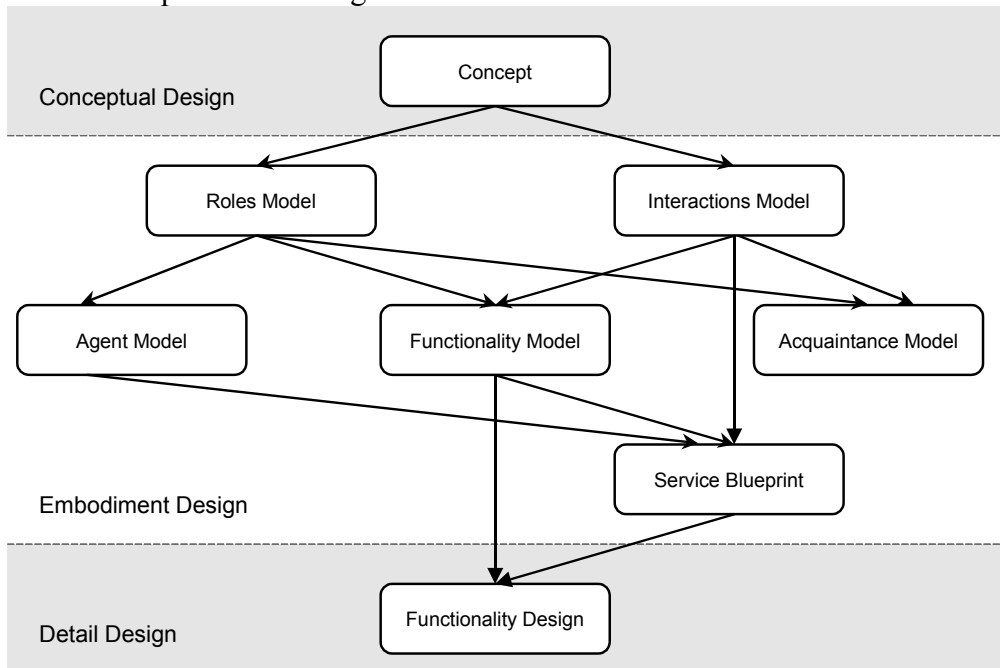 Concept
Conceptual Design
Roles Model
Interactions Model
Agent Model
Functionality Model
Acquaintance Model
Service Blueprint
Embodiment Design
Functionality Design
Detail Design